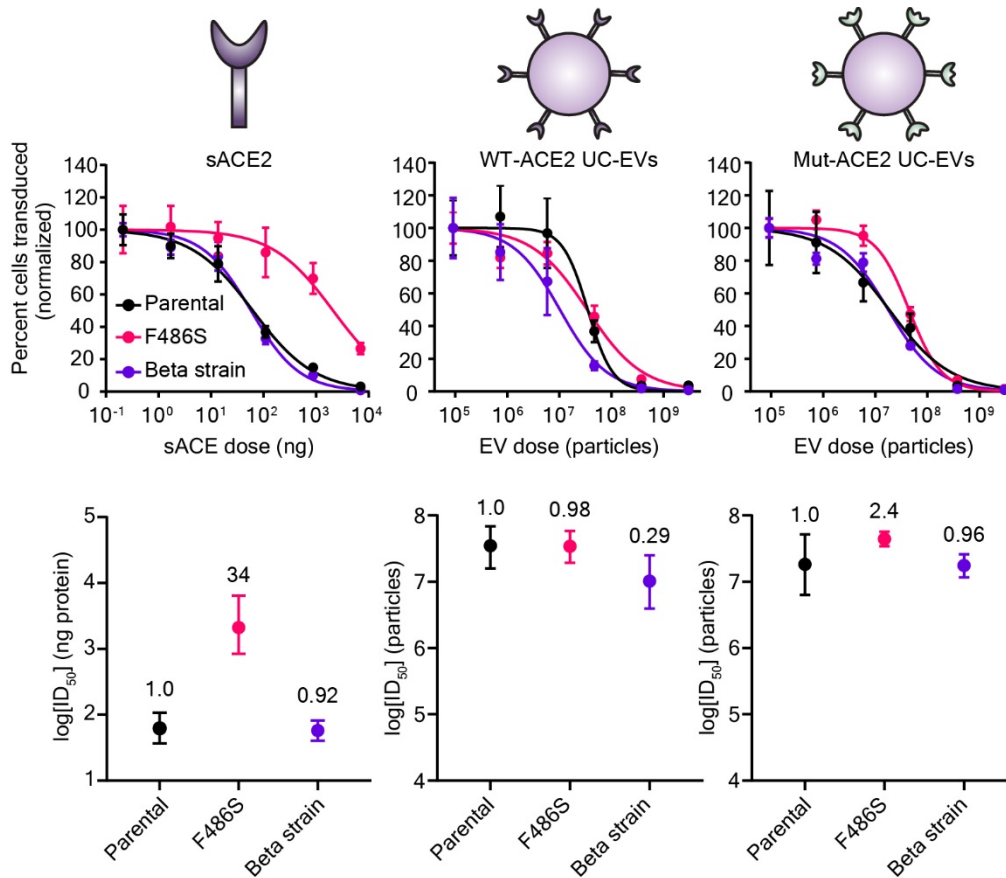 sACE2
WT-ACE2 UC-EVs
Mut-ACE2 UC-EVs
Percent cells transduced
(normalized)
140
120
100
80
60
40
20
0
Parental
F486S
Beta strain
10⁻¹ 10⁰ 10¹ 10² 10³ 10⁴
sACE dose (ng)
140
120
100
80
60
40
20
0
10⁵ 10⁶ 10⁷ 10⁸ 10⁹
EV dose (particles)
140
120
100
80
60
40
20
0
10⁵ 10⁶ 10⁷ 10⁸ 10⁹
EV dose (particles)
log[ID₅₀] (ng protein)
5
4
3
2
1
1.0
34
0.92
Parental
F486S
Beta strain
log[ID₅₀] (particles)
8
7
8
4
1.0
0.98
0.29
Parental
F486S
Beta strain
log[ID₅₀] (particles)
8
7
8
4
1.0
2.4
0.96
Parental
F486S
Beta strain